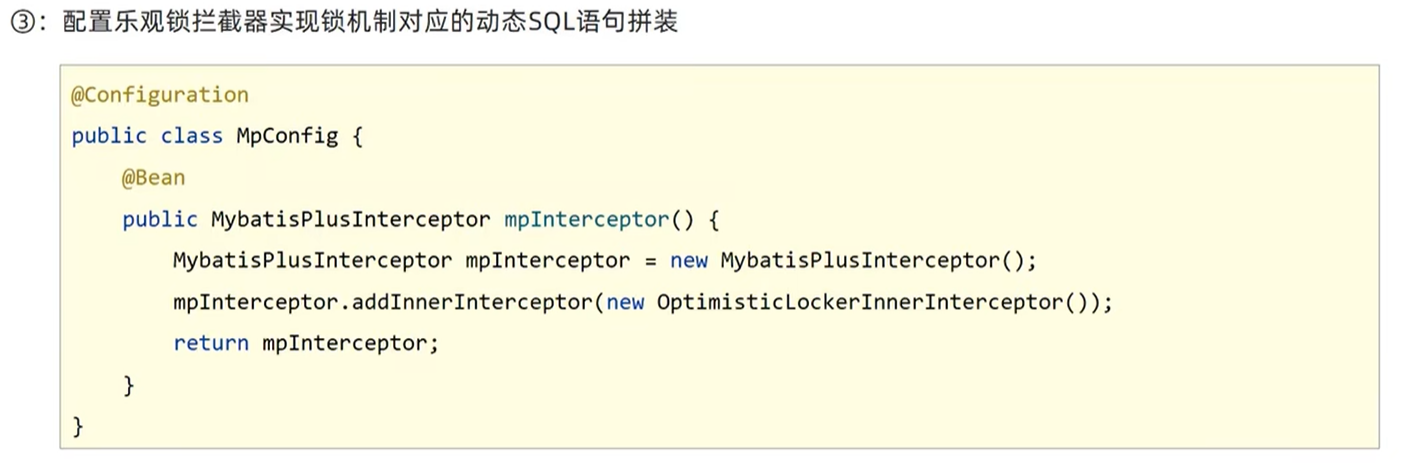 ③：配置乐观锁拦截器实现锁机制对应的动态SQL语句拼装
@Configuration
public class MpConfig {
    @Bean
    public MybatisPlusInterceptor mpInterceptor() {
        MybatisPlusInterceptor mpInterceptor = new MybatisPlusInterceptor();
        mpInterceptor.addInnerInterceptor(new OptimisticLockerInnerInterceptor());
        return mpInterceptor;
    }
}